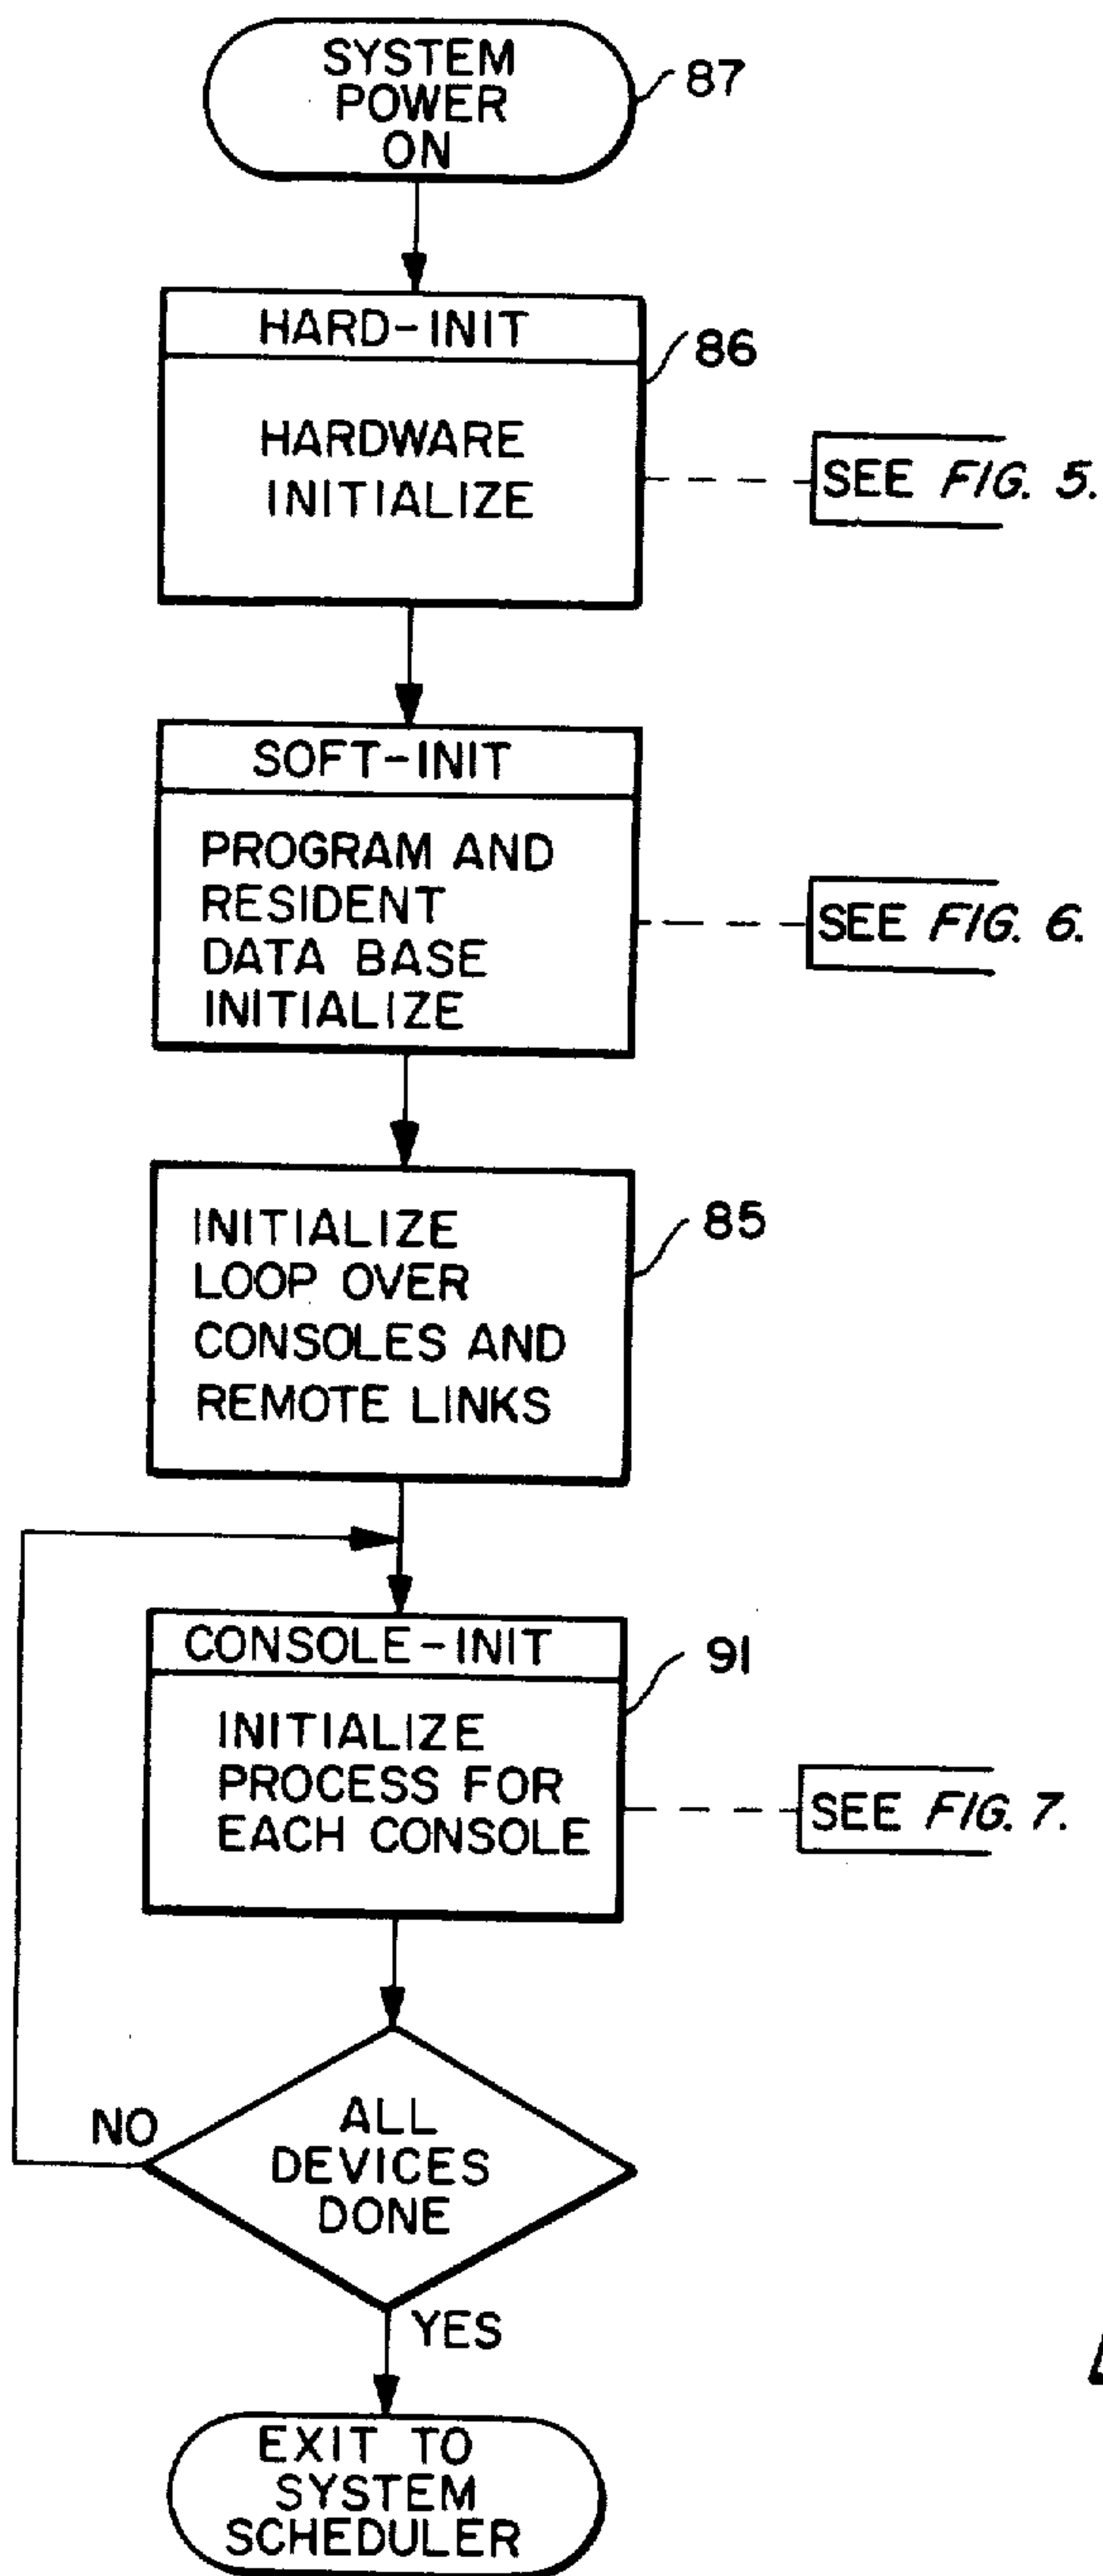 SYSTEM
POWER
ON
87
HARD-INIT
86
HARDWARE
INITIALIZE
SEE FIG. 5.
SOFT-INIT
PROGRAM AND
RESIDENT
DATA BASE
INITIALIZE
SEE FIG. 6.
85
INITIALIZE
LOOP OVER
CONSOLES AND
REMOTE LINKS
CONSOLE-INIT
91
INITIALIZE
PROCESS FOR
EACH CONSOLE
SEE FIG. 7.
NO
ALL
DEVICES
DONE
YES
EXIT TO
SYSTEM
SCHEDULER